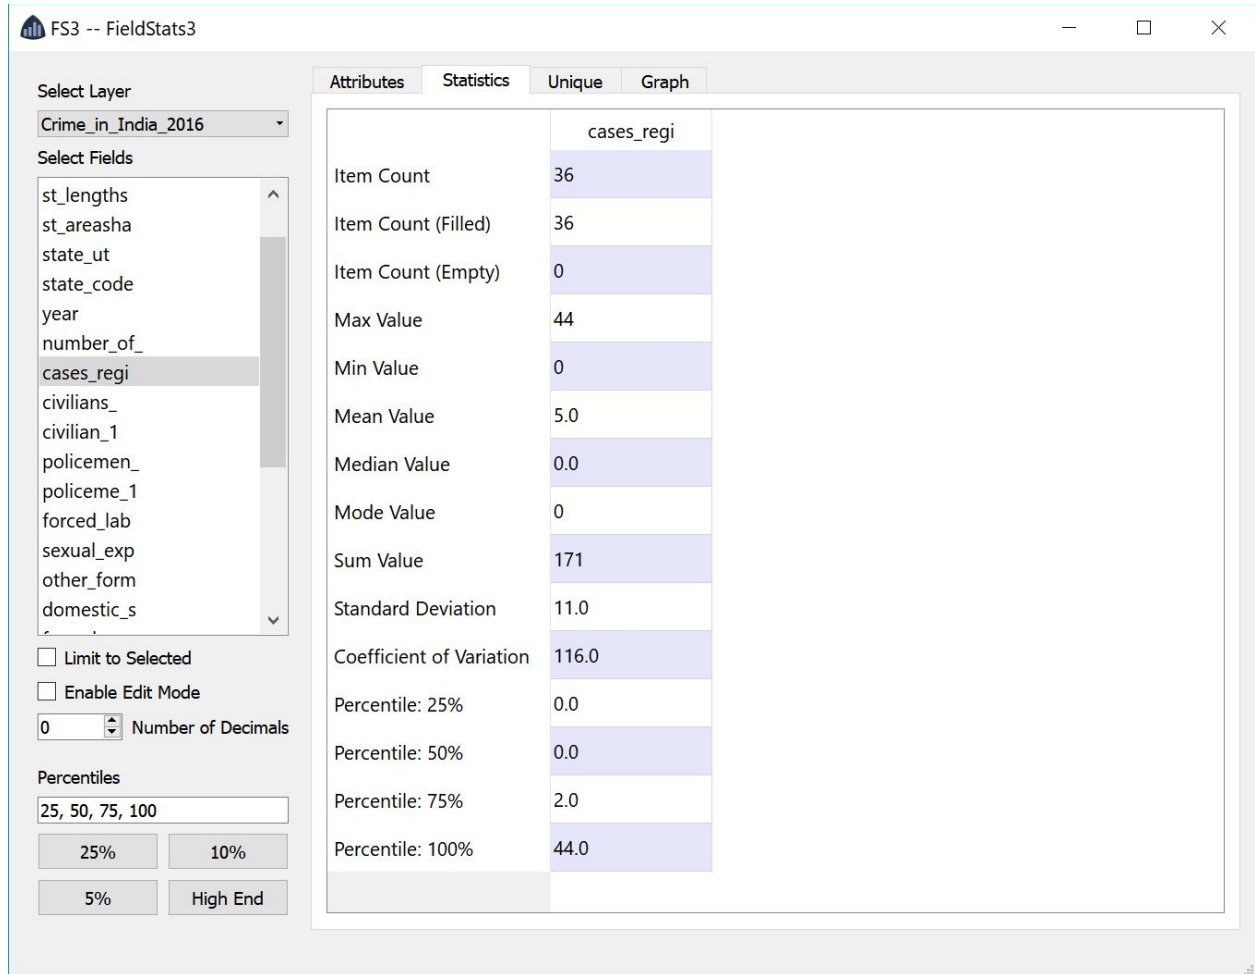 FS3 -- FieldStats3
Select Layer
Crime_in_India_2016
Select Fields
st_lengths
st_areasha
state_ut
state_code
year
number_of_
cases_regi
civilians_
civilian_1
policemen_
policeme_1
forced_lab
sexual_exp
other_form
domestic_s
Limit to Selected
Enable Edit Mode
0 Number of Decimals
Percentiles
25, 50, 75, 100
25% 10%
5% High End
Attributes Statistics Unique Graph
cases_regi
Item Count 36
Item Count (Filled) 36
Item Count (Empty) 0
Max Value 44
Min Value 0
Mean Value 5.0
Median Value 0.0
Mode Value 0
Sum Value 171
Standard Deviation 11.0
Coefficient of Variation 116.0
Percentile: 25% 0.0
Percentile: 50% 0.0
Percentile: 75% 2.0
Percentile: 100% 44.0